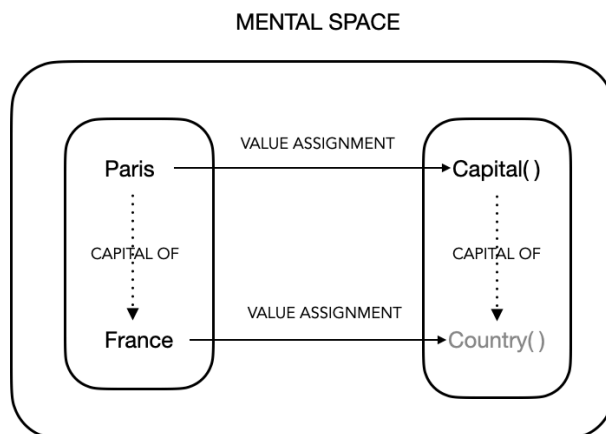 MENTAL SPACE
VALUE ASSIGNMENT
Paris
Capital( )
CAPITAL OF
CAPITAL OF
VALUE ASSIGNMENT
France
Country( )